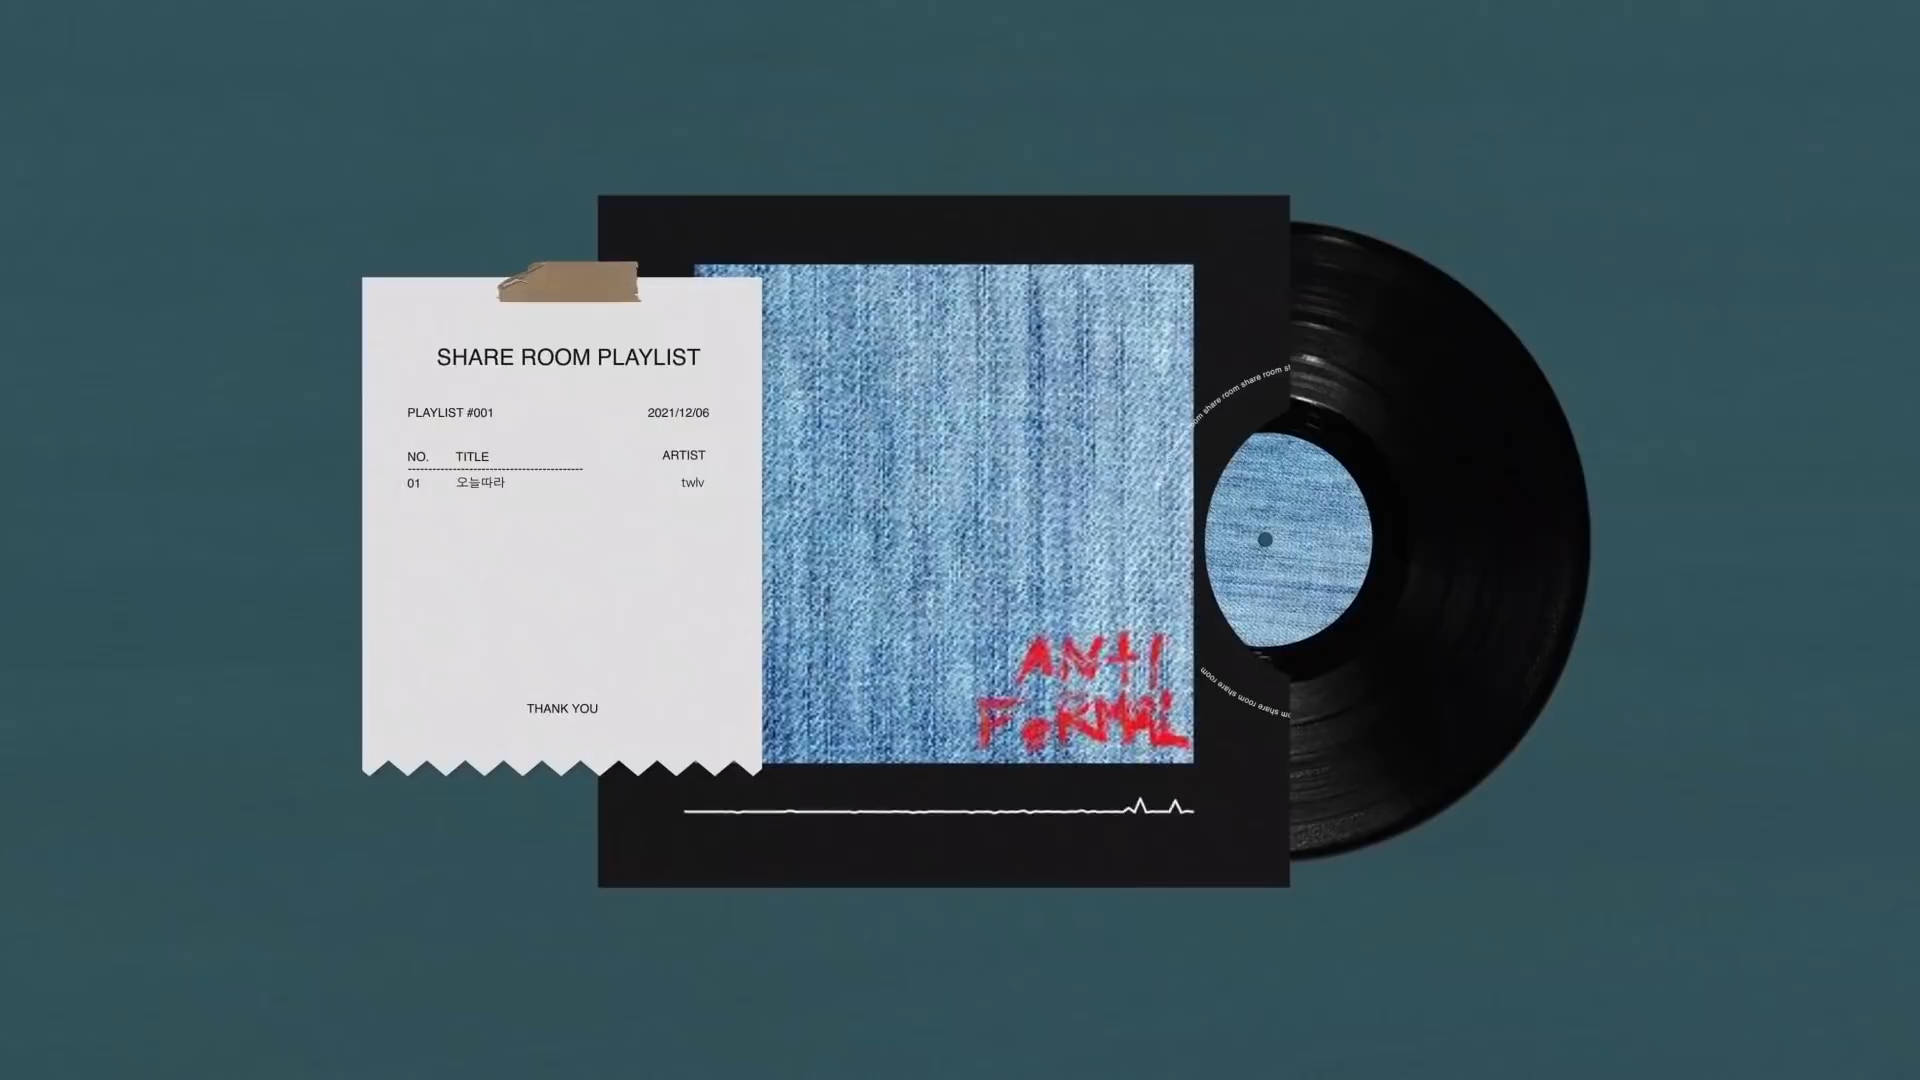 SHARE ROOM PLAYLIST
PLAYLIST #001 2021/12/06
NO. TITLE ARTIST
01 오늘따라 twlv
THANK YOU
ANTI
FORMAL
room share room share room
share room share room